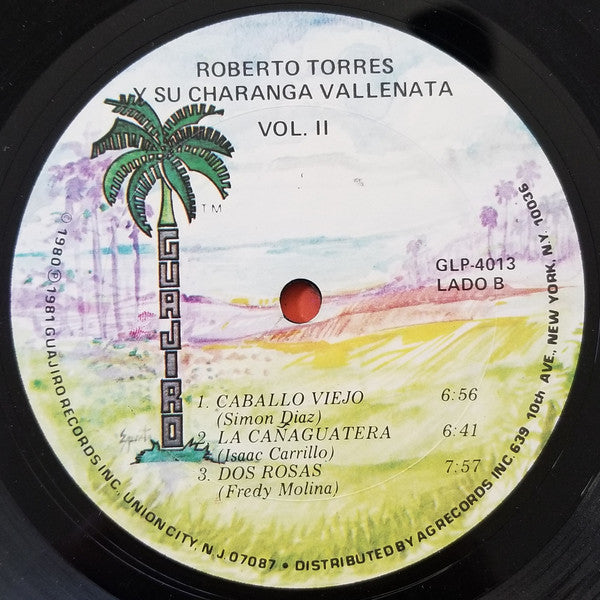 ROBERTO TORRES
Y SU CHARANGA VALLENATA
VOL. II
TM
GUAJIRO
GLP-4013
LADO B
1. CABALLO VIEJO 6:56
(Simon Diaz)
2. LA CAÑAGUATERA 6:41
(Isaac Carrillo)
3. DOS ROSAS 7:57
(Fredy Molina)
© 1980 ℗ 1981 GUAJIRO RECORDS INC., UNION CITY, N.J. 07087 • DISTRIBUTED BY AG RECORDS INC. 639 10th AVE., NEW YORK, N.Y. 10036